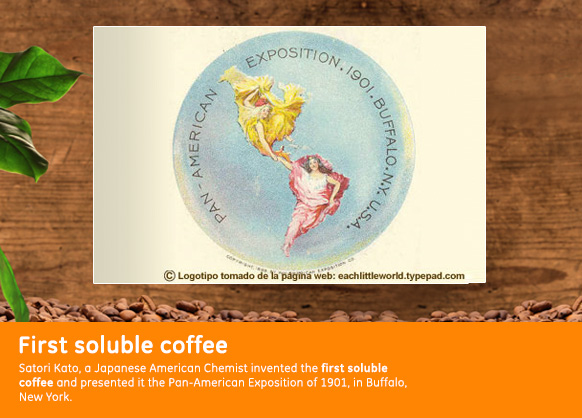 PAN-AMERICAN EXPOSITION. 1901. BUFFALO. N.Y. U.S.A.
© Logotipo tomado de la página web: eachlittleworld.typepad.com
First soluble coffee
Satori Kato, a Japanese American Chemist invented the first soluble
coffee and presented it the Pan-American Exposition of 1901, in Buffalo,
New York.